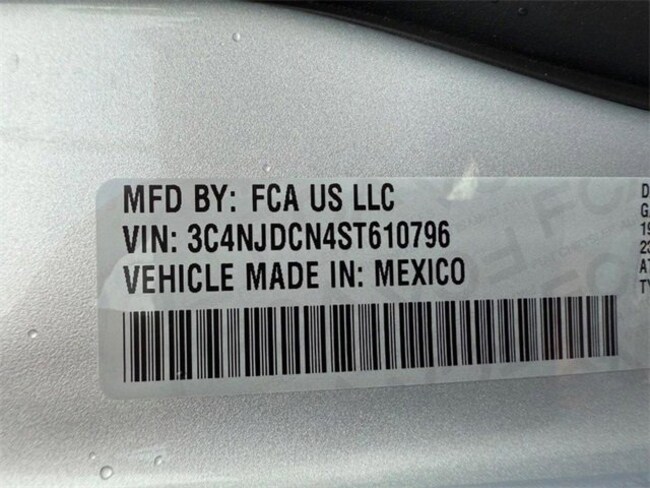 MFD BY: FCA US LLC
VIN: 3C4NJDCN4ST610796
VEHICLE MADE IN: MEXICO